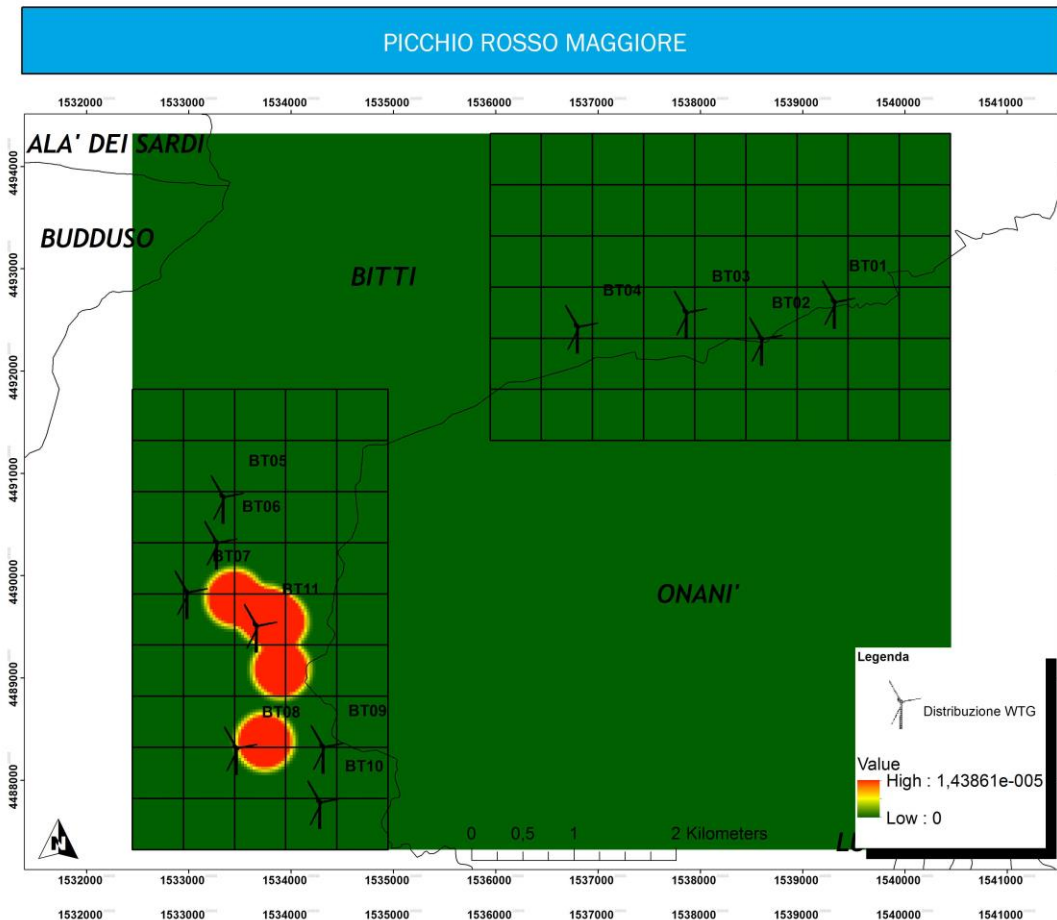 PICCHIO ROSSO MAGGIORE
1532000 1533000 1534000 1535000 1536000 1537000 1538000 1539000 1540000 1541000
ALA' DEI SARDI
4494000
BUDDUSO
4493000
BITTI
BT01
BT03
BT04
BT02
4492000
4491000
BT05
BT06
4490000
BT07
BT11
ONANI'
4489000
BT08
BT09
BT10
4488000
Legenda
Distribuzione WTG
Value
High : 1,43861e-005
Low : 0
N
0 0,5 1 2 Kilometers
1532000 1533000 1534000 1535000 1536000 1537000 1538000 1539000 1540000 1541000